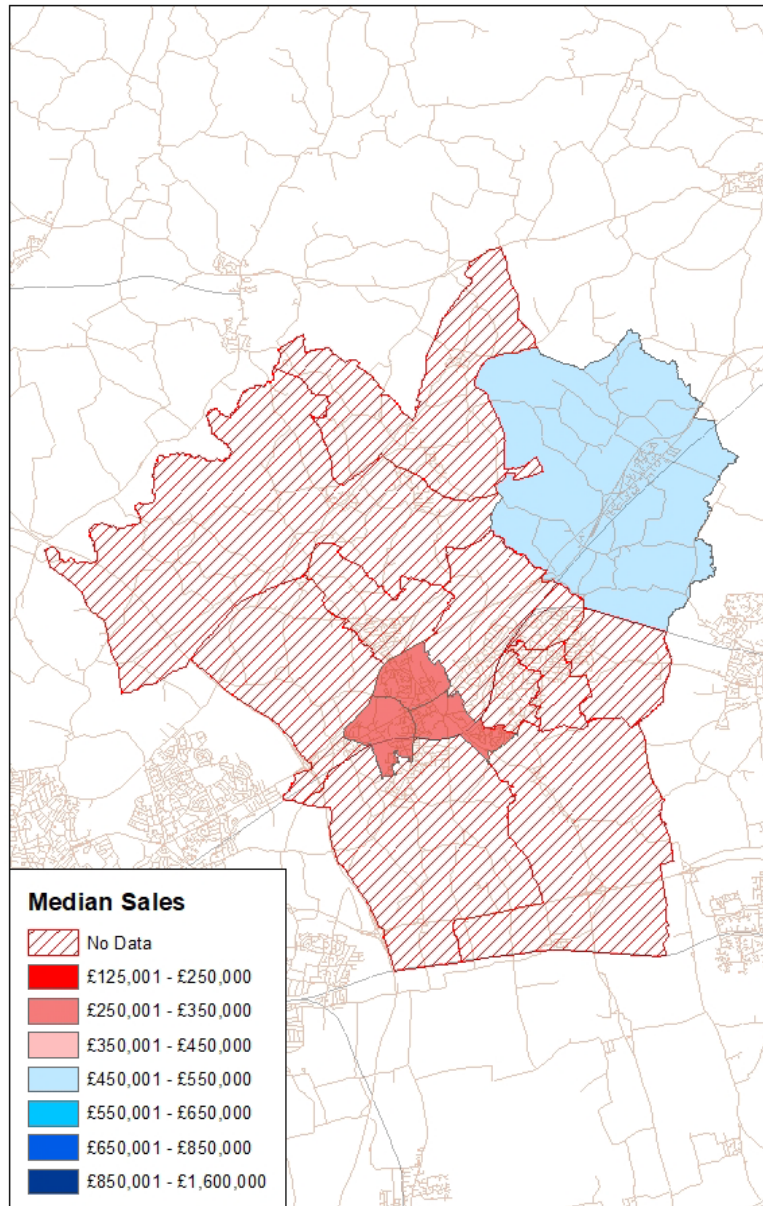 Median Sales
No Data
£125,001 - £250,000
£250,001 - £350,000
£350,001 - £450,000
£450,001 - £550,000
£550,001 - £650,000
£650,001 - £850,000
£850,001 - £1,600,000